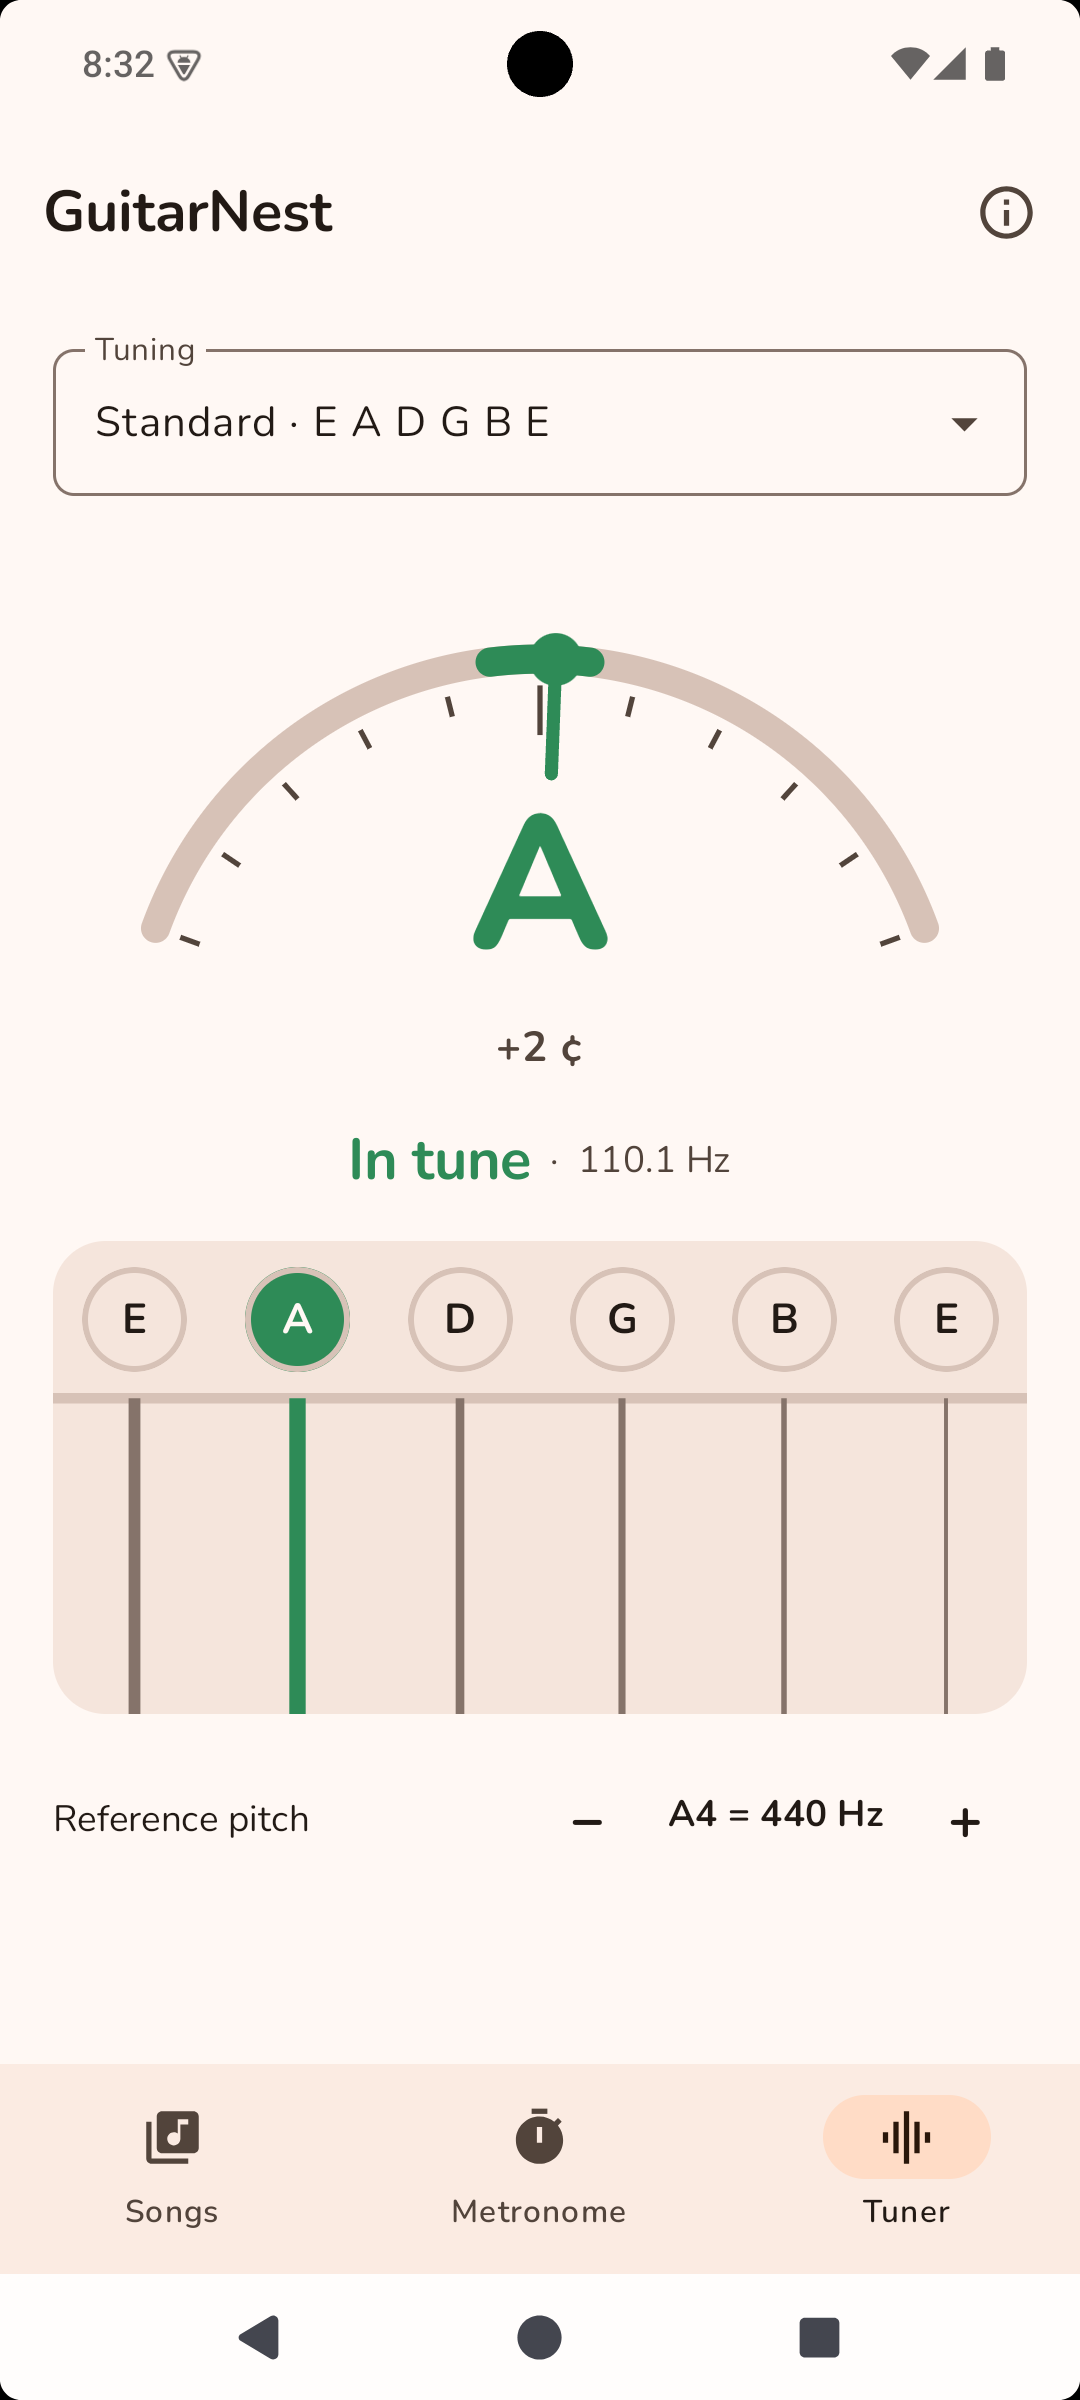 8:32
GuitarNest
Tuning
Standard · E A D G B E
A
+2 ¢
In tune · 110.1 Hz
E A D G B E
Reference pitch − A4 = 440 Hz +
Songs Metronome Tuner